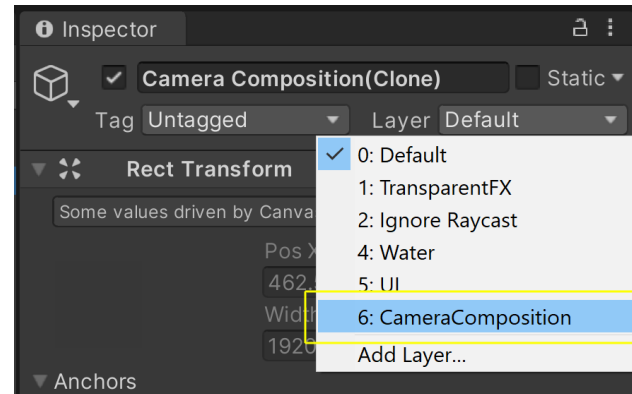 Inspector
Camera Composition(Clone) Static
Tag Untagged Layer Default
0: Default
Rect Transform
1: TransparentFX
Some values driven by Canva
2: Ignore Raycast
Pos X
4: Water
462.
5: UI
Width
6: CameraComposition
1920
Add Layer...
Anchors